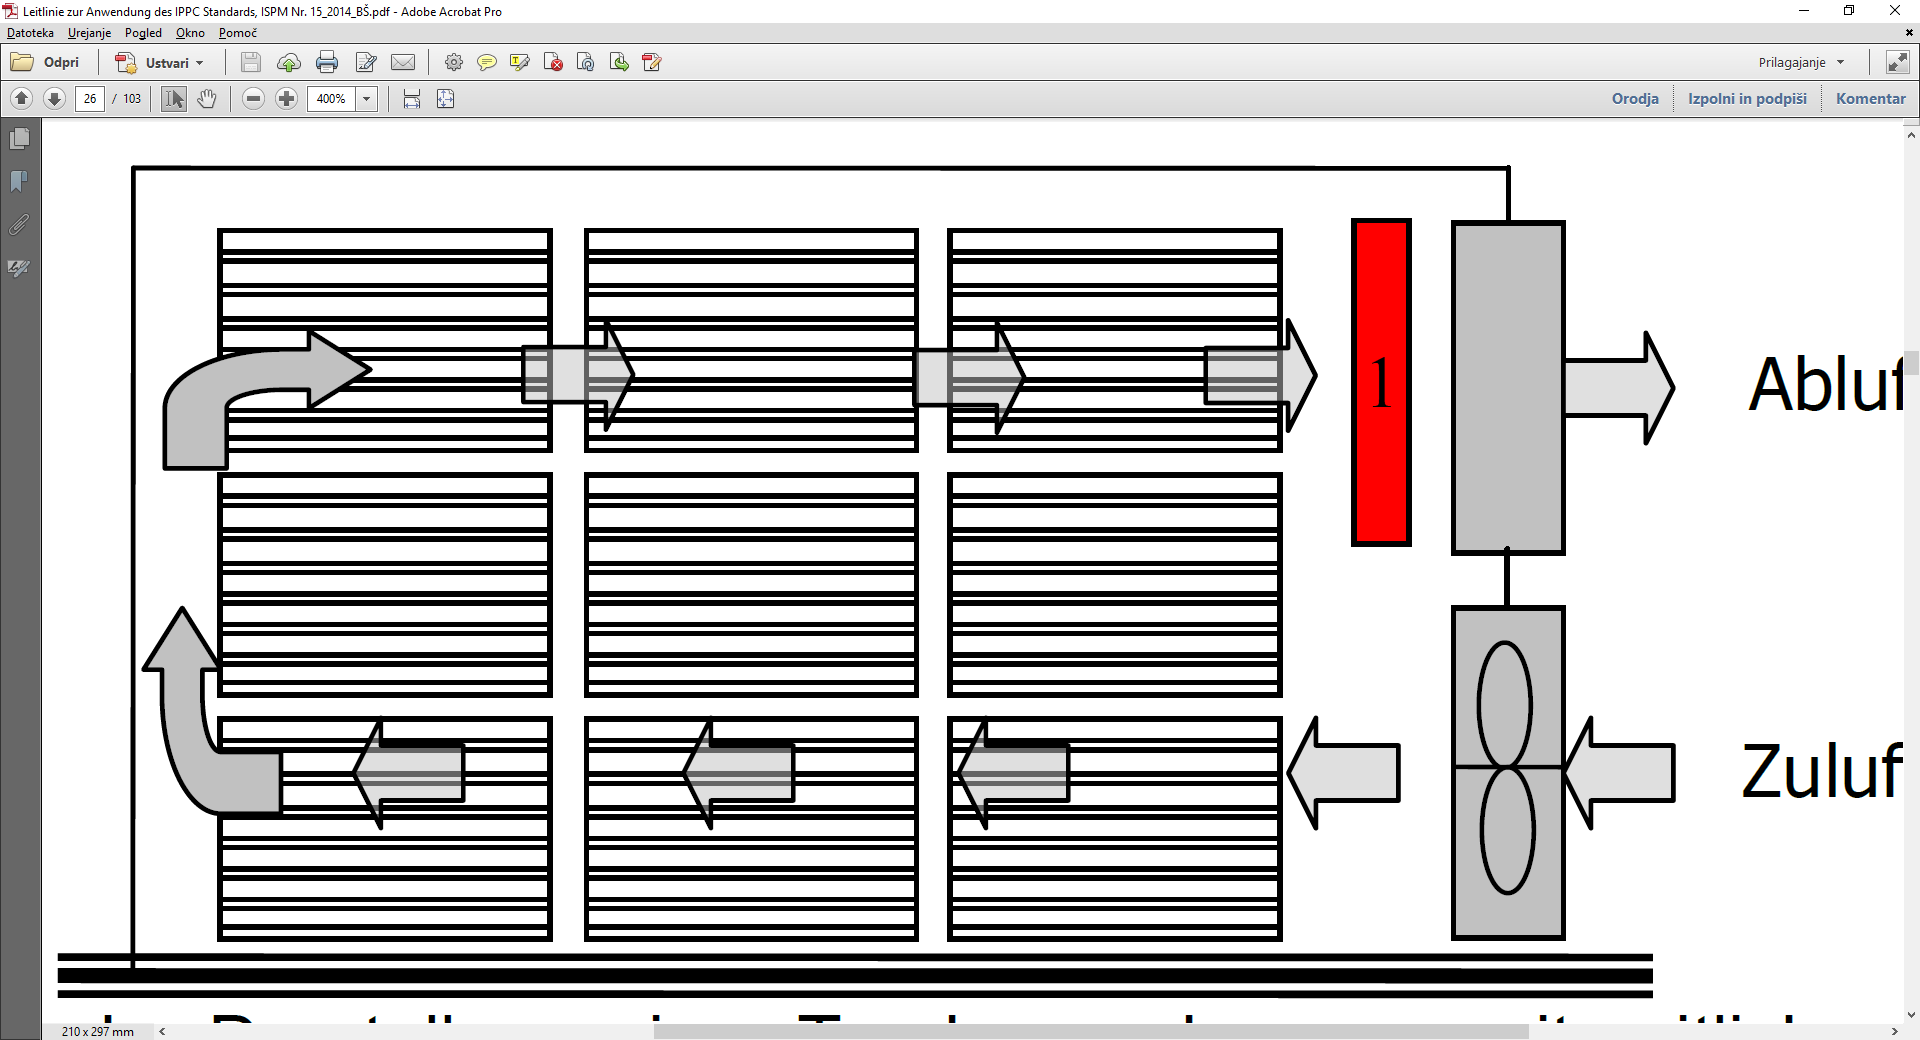 Leitlinie zur Anwendung des IPPC Standards, ISPM Nr. 15_2014_BŠ.pdf - Adobe Acrobat Pro
Datoteka Urejanje Pogled Okno Pomoč
Odpri Ustvari Prilagajanje
26 / 103 400% Orodja Izpolni in podpiši Komentar
1
Abluf
Zuluf
210 x 297 mm